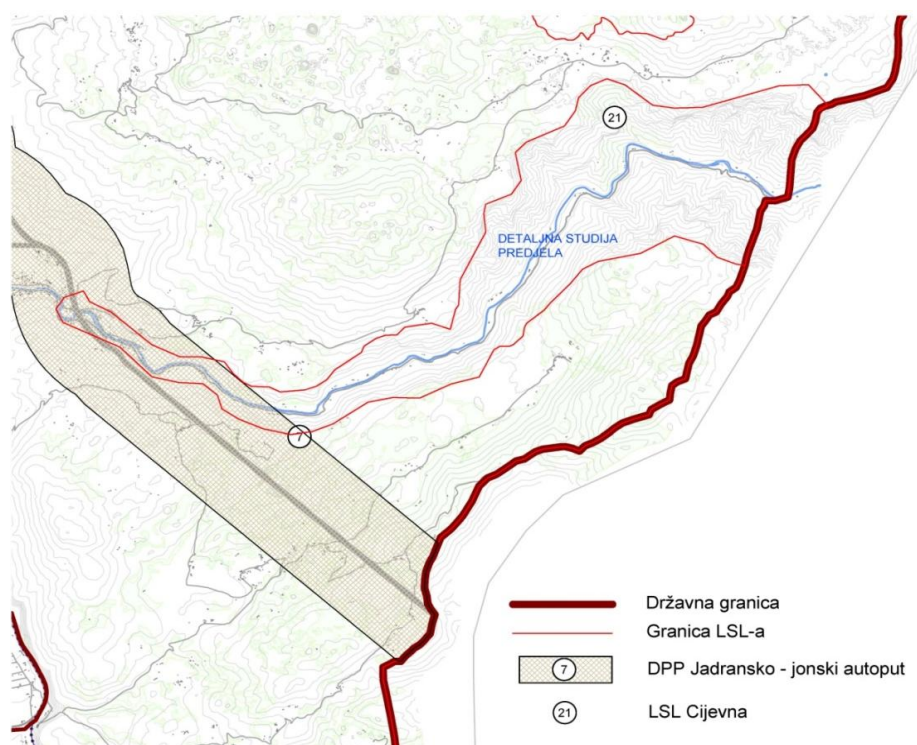 21
DETALJNA STUDIJA
PREDJELA
7
Državna granica
Granica LSL-a
7 DPP Jadransko - jonski autoput
21 LSL Cijevna